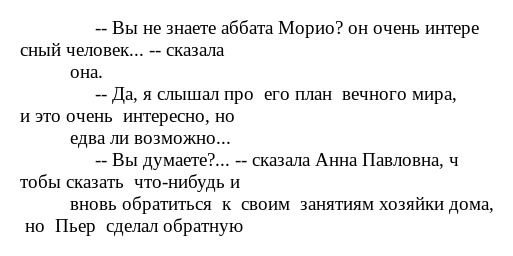 -- Вы не знаете аббата Морио? он очень интере
сный человек... -- сказала
она.
-- Да, я слышал про  его план  вечного мира,
и это очень  интересно, но
едва ли возможно...
-- Вы думаете?... -- сказала Анна Павловна, ч
тобы сказать  что-нибудь и
вновь обратиться  к  своим  занятиям хозяйки дома,
но  Пьер  сделал обратную